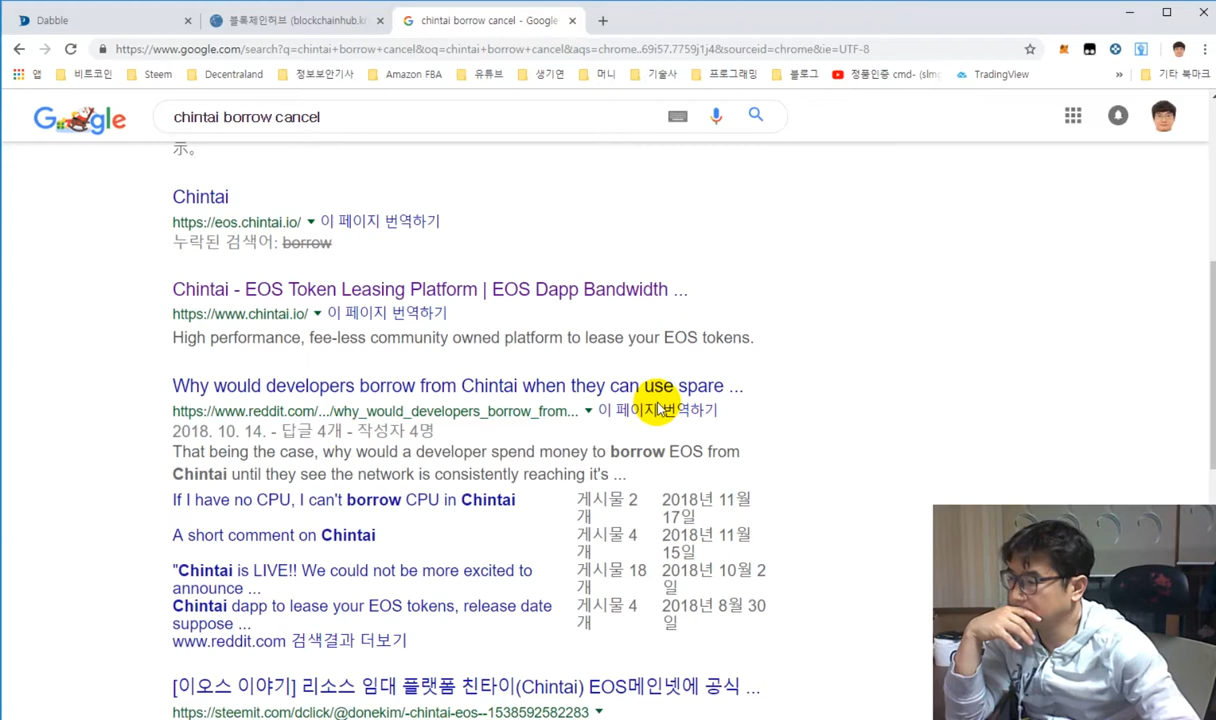 Dabble
블록체인허브 (blockchainhub.kr
chintai borrow cancel - Google
https://www.google.com/search?q=chintai+borrow+cancel&oq=chintai+borrow+cancel&aqs=chrome..69i57.7759j1j4&sourceid=chrome&ie=UTF-8
앱
비트코인
Steem
Decentraland
정보보안기사
Amazon FBA
유튜브
생기연
머니
기술사
프로그래밍
블로그
정품인증 cmd- (slmg
TradingView
»
기타 북마크
Google
chintai borrow cancel
示。
Chintai
https://eos.chintai.io/ 이 페이지 번역하기
누락된 검색어: borrow
Chintai - EOS Token Leasing Platform | EOS Dapp Bandwidth ...
https://www.chintai.io/ 이 페이지 번역하기
High performance, fee-less community owned platform to lease your EOS tokens.
Why would developers borrow from Chintai when they can use spare ...
https://www.reddit.com/.../why_would_developers_borrow_from... 이 페이지 번역하기
2018. 10. 14. - 답글 4개 - 작성자 4명
That being the case, why would a developer spend money to borrow EOS from
Chintai until they see the network is consistently reaching it's ...
If I have no CPU, I can't borrow CPU in Chintai 게시물 2 2018년 11월
개 17일
A short comment on Chintai 게시물 4 2018년 11월
개 15일
"Chintai is LIVE!! We could not be more excited to 게시물 18 2018년 10월 2
announce ... 개 일
Chintai dapp to lease your EOS tokens, release date 게시물 4 2018년 8월 30
suppose ... 개 일
www.reddit.com 검색결과 더보기
[이오스 이야기] 리소스 임대 플랫폼 친타이(Chintai) EOS메인넷에 공식 ...
https://steemit.com/dclick/@donekim/-chintai-eos--1538592582283